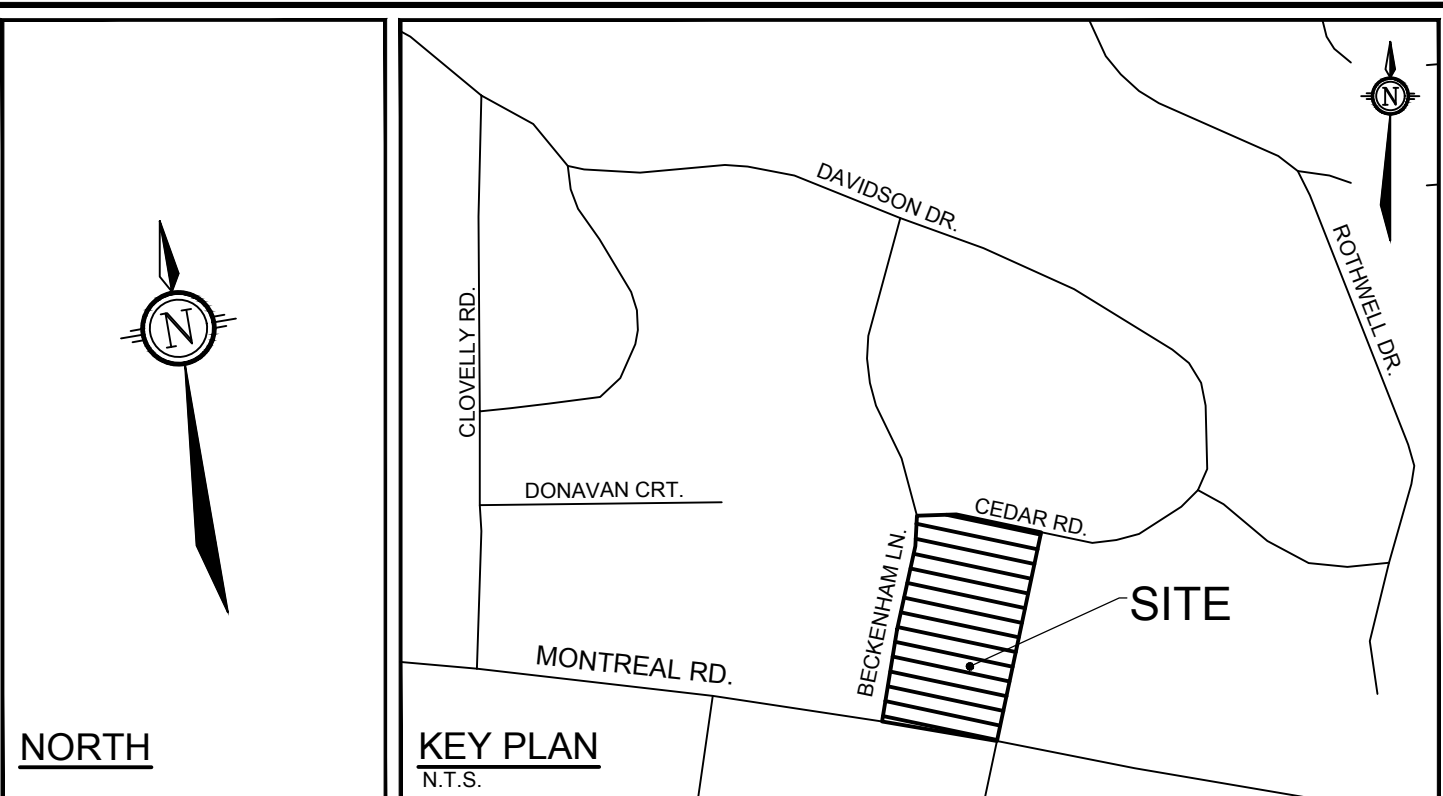 N
NORTH
N
DAVIDSON DR.
ROTHWELL DR.
CLOVELLY RD.
DONAVAN CRT.
CEDAR RD.
BECKENHAM LN.
SITE
MONTREAL RD.
KEY PLAN
N.T.S.